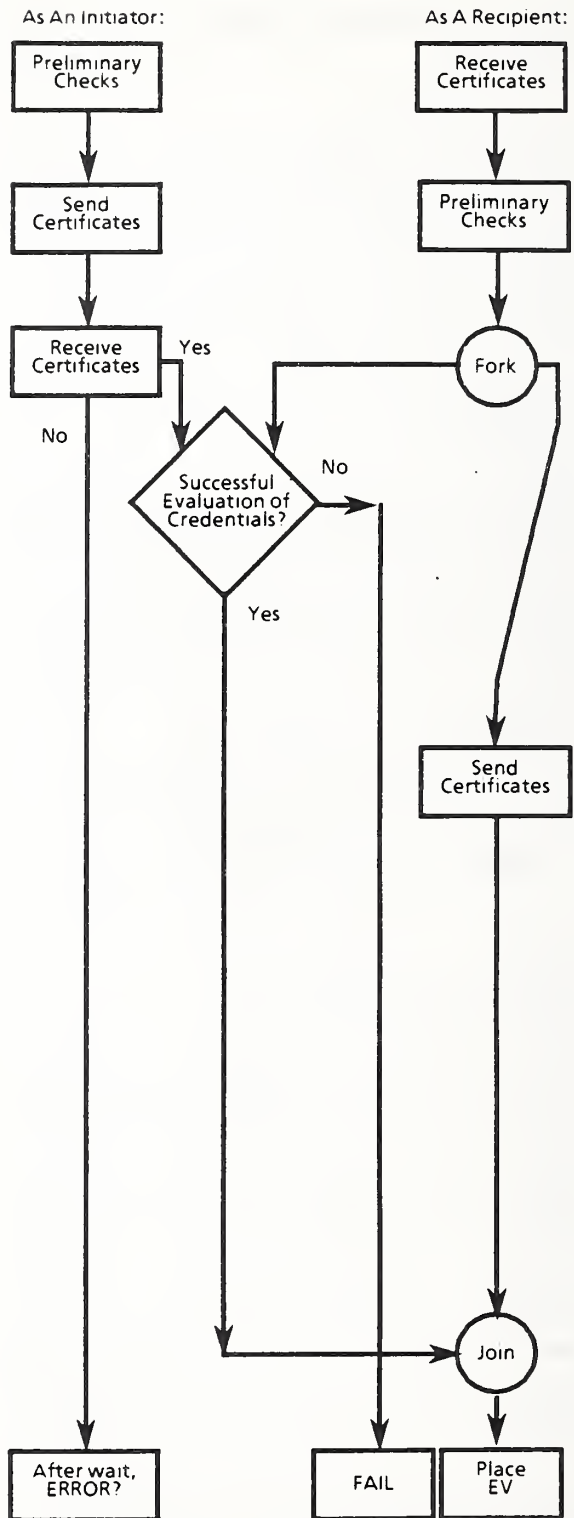 As An Initiator:
As A Recipient:
Preliminary
Checks
Receive
Certificates
Send
Certificates
Preliminary
Checks
Receive
Certificates
Yes
Fork
No
Successful
Evaluation of
Credentials?
No
Yes
Send
Certificates
Join
After wait,
ERROR?
FAIL
Place
EV